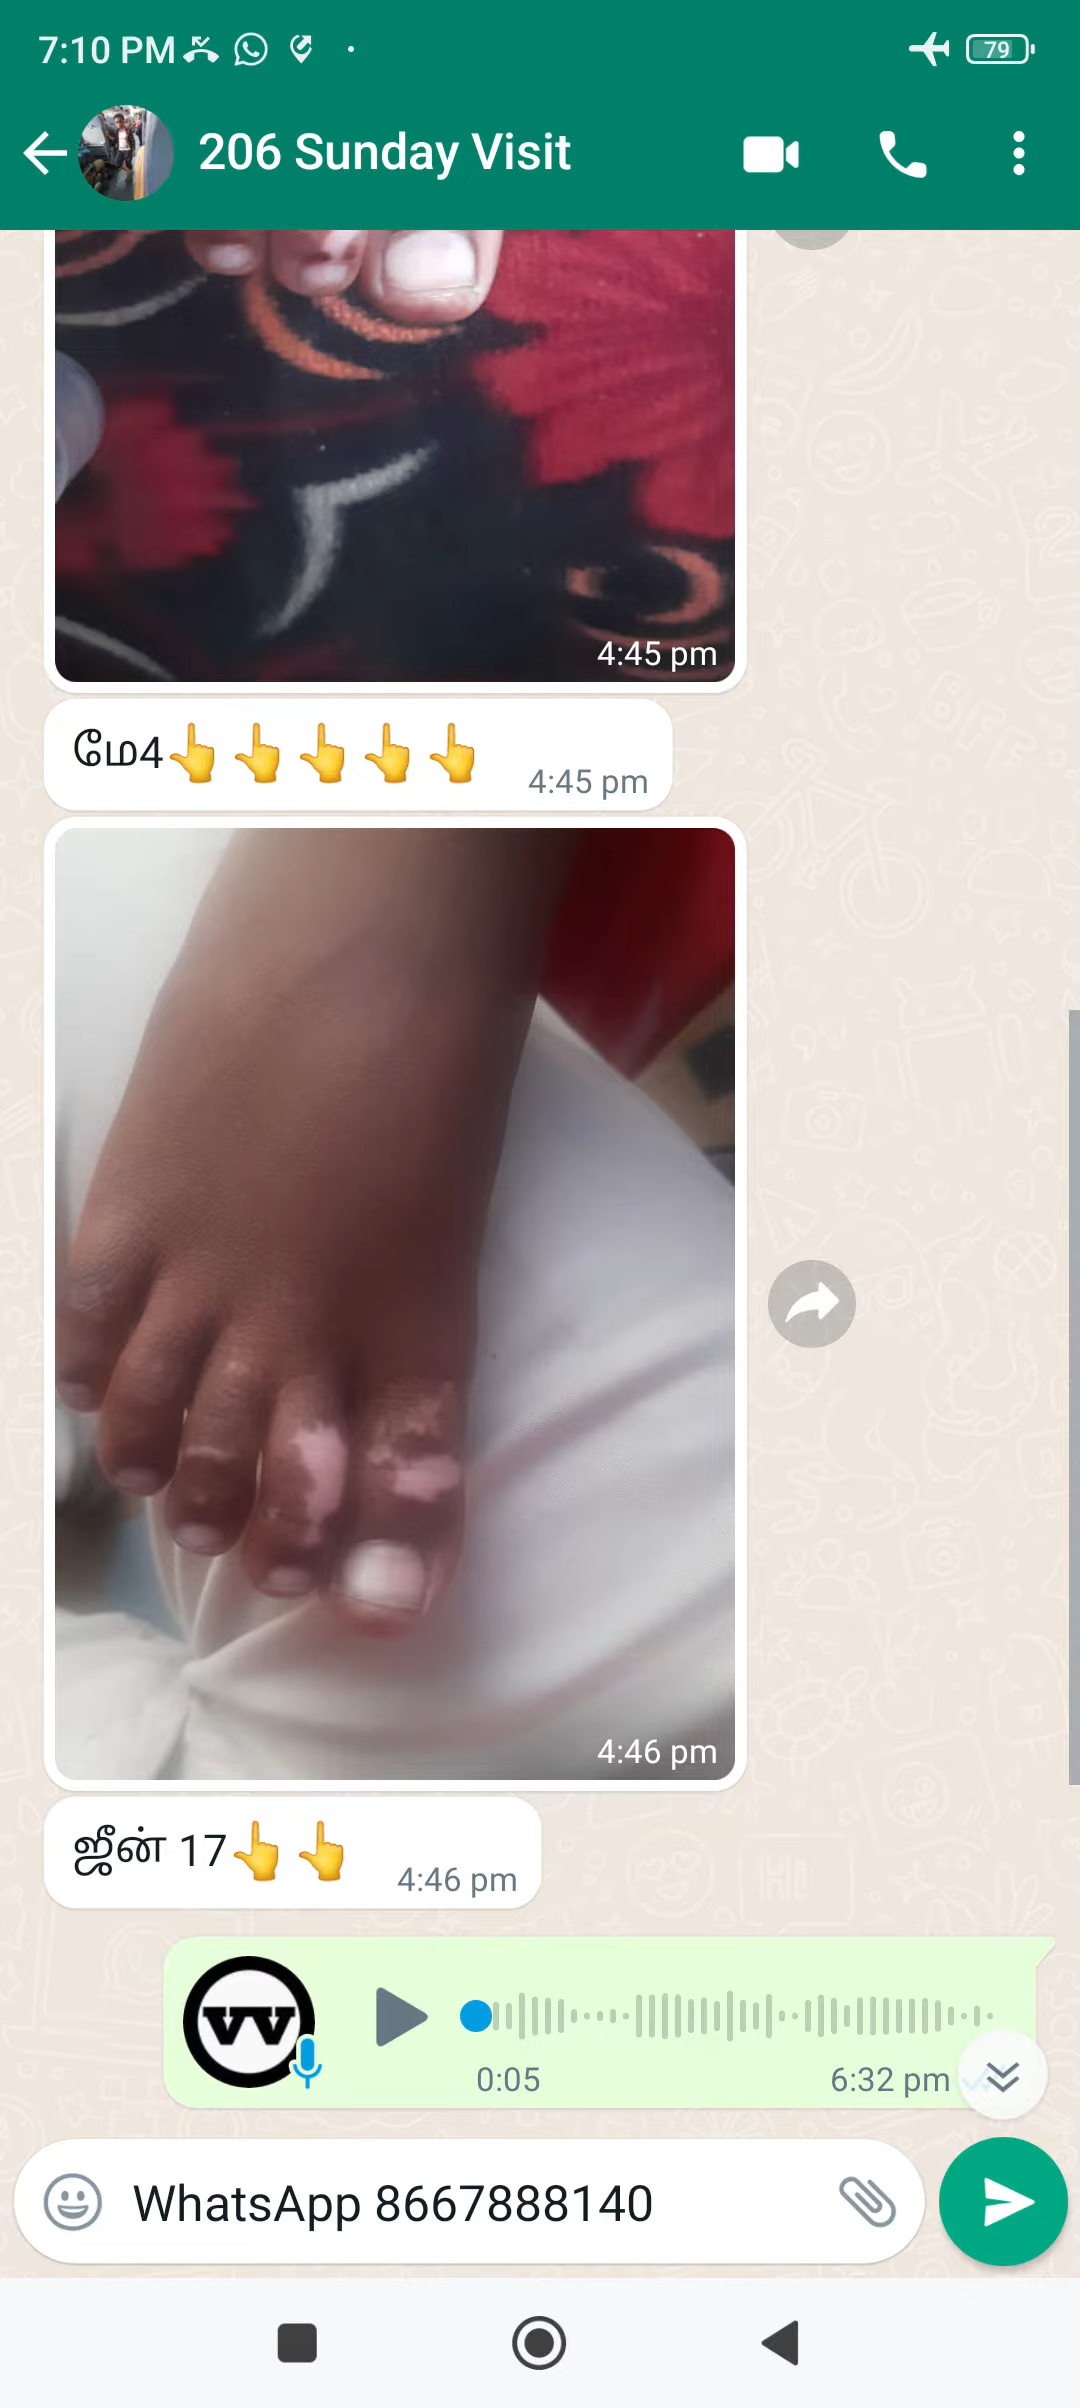 7:10 PM
79
206 Sunday Visit
4:45 pm
மே4👆👆👆👆👆
4:45 pm
4:46 pm
ஜீன் 17👆👆
4:46 pm
VV
0:05
6:32 pm
WhatsApp 8667888140